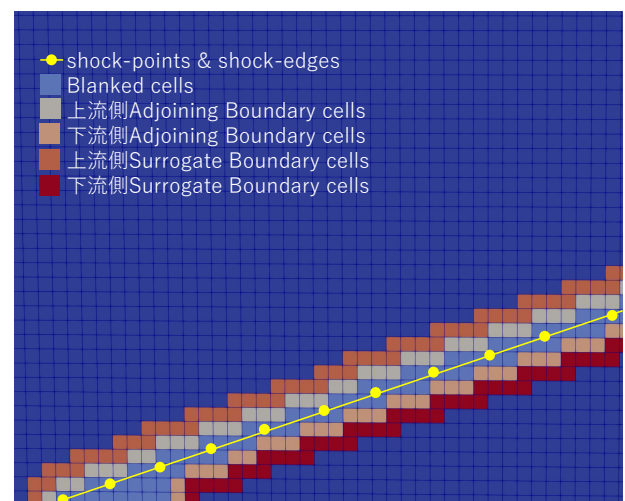 shock-points & shock-edges
Blanked cells
上流側Adjoining Boundary cells
下流側Adjoining Boundary cells
上流側Surrogate Boundary cells
下流側Surrogate Boundary cells